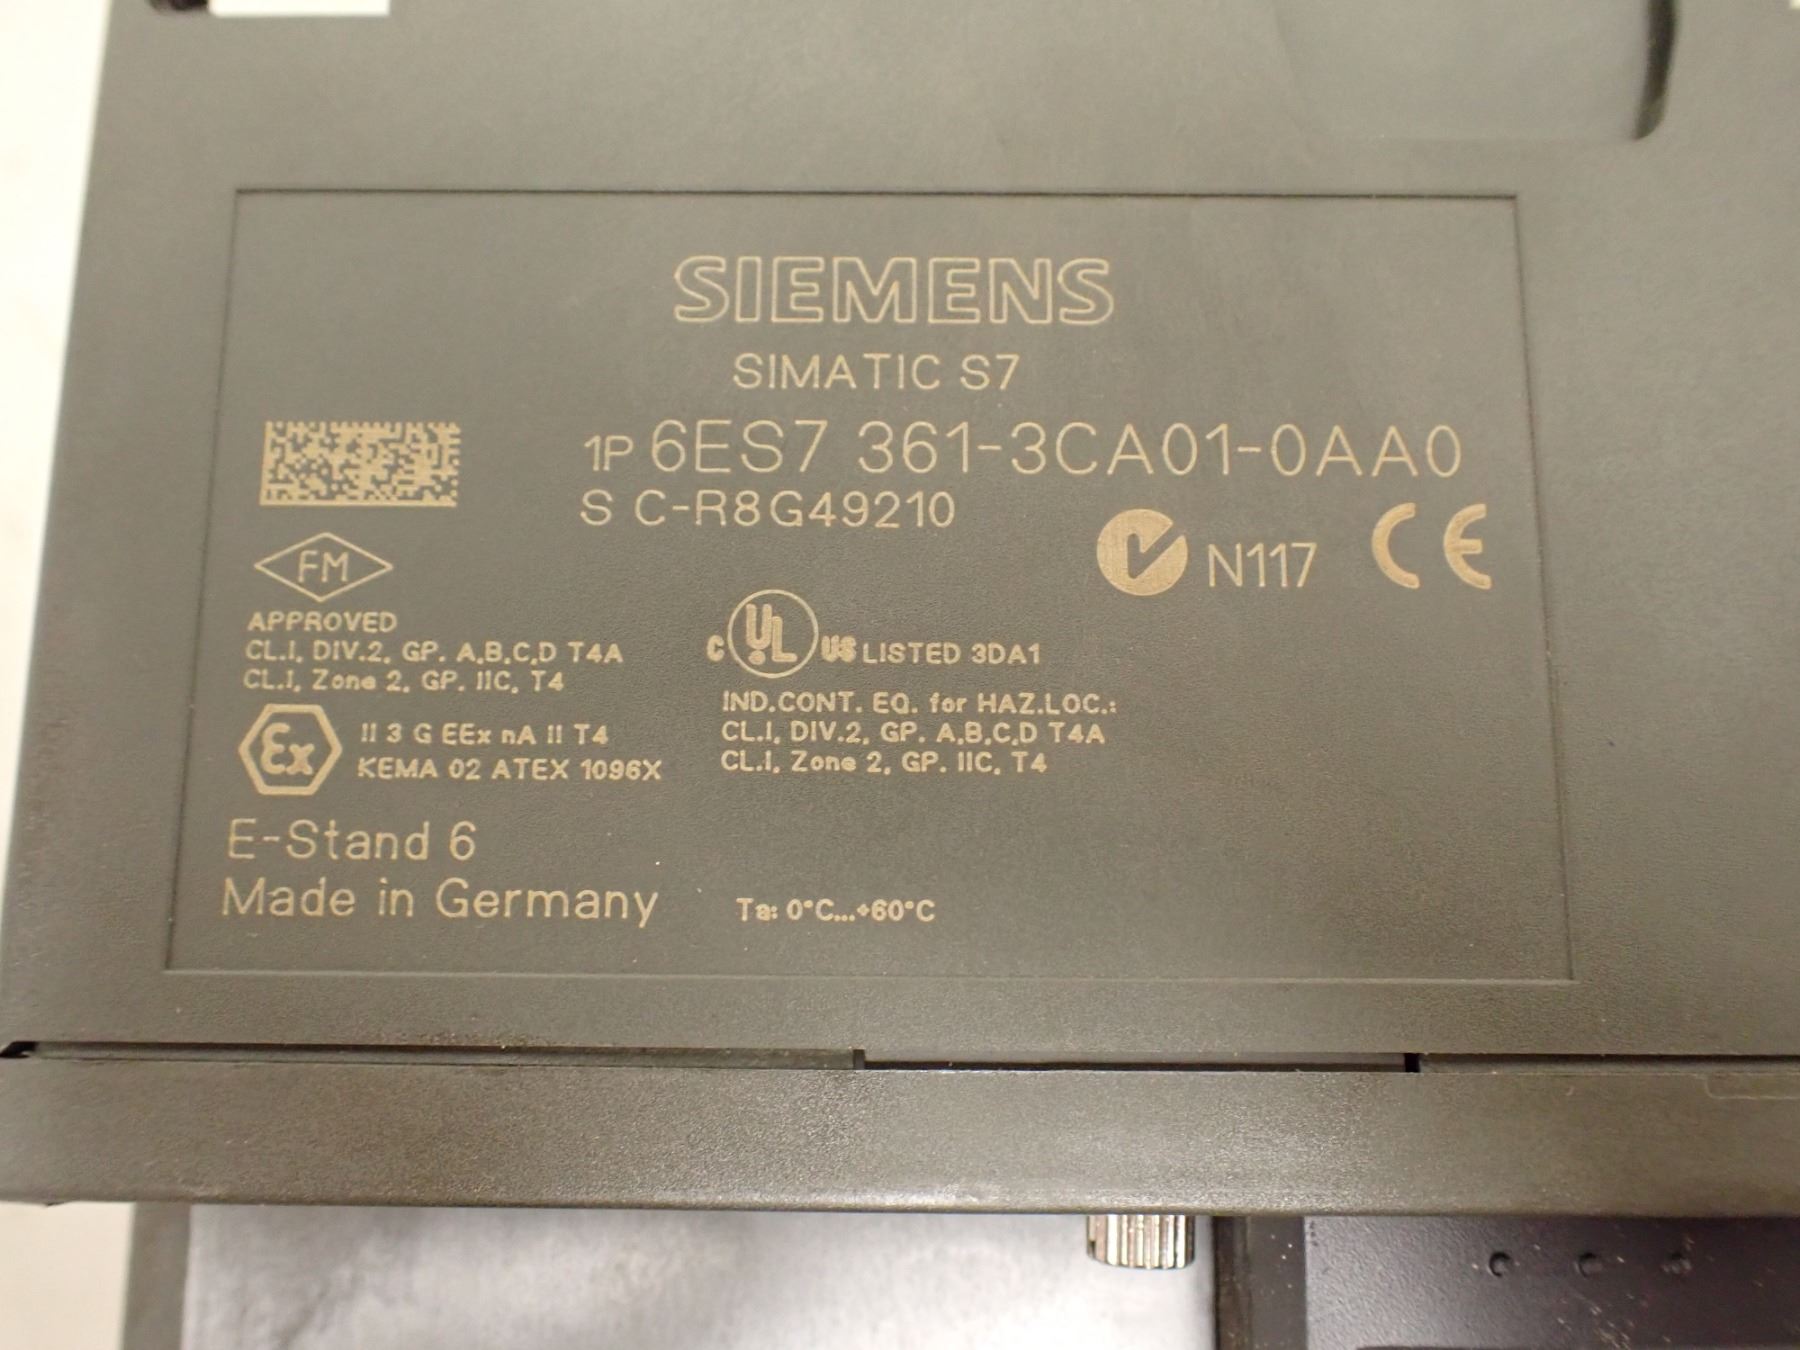 SIEMENS
SIMATIC S7
1P 6ES7 361-3CA01-0AA0
S C-R8G49210
N117 CE
FM
APPROVED
CL.I, DIV.2, GP. A,B,C,D T4A
CL.I, Zone 2, GP. IIC, T4
C UL US LISTED 3DA1
IND.CONT. EQ. for HAZ.LOC.:
CL.I, DIV.2, GP. A,B,C,D T4A
CL.I, Zone 2, GP. IIC, T4
Ex II 3 G EEx nA II T4
KEMA 02 ATEX 1096X
E-Stand 6
Made in Germany
Ta: 0°C...+60°C